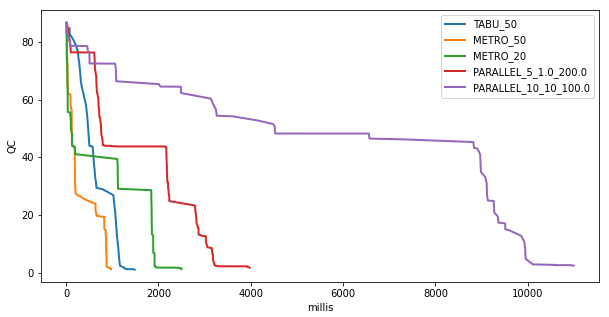 TABU_50
METRO_50
METRO_20
PARALLEL_5_1.0_200.0
PARALLEL_10_10_100.0
80
60
40
20
0
QC
0 2000 4000 6000 8000 10000
millis